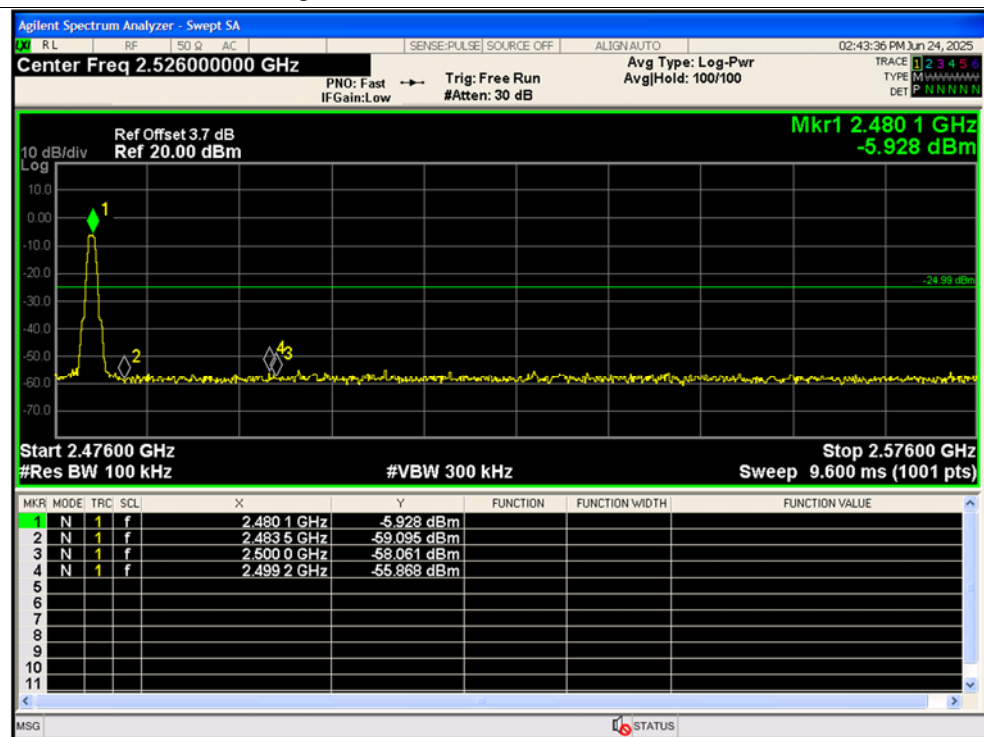 Agilent Spectrum Analyzer - Swept SA
LXI RL RF 50 Ω AC SENSE:PULSE SOURCE OFF ALIGN AUTO 02:43:36 PM Jun 24, 2025
Center Freq 2.526000000 GHz
PNO: Fast
IFGain:Low
Trig: Free Run
#Atten: 30 dB
Avg Type: Log-Pwr
Avg|Hold: 100/100
TRACE 1 2 3 4 5 6
TYPE M
DET P N N N N N
Mkr1 2.480 1 GHz
-5.928 dBm
Ref Offset 3.7 dB
10 dB/div Ref 20.00 dBm
Log
10.0
1
0.00
-10.0
-20.0
-24.99 dBm
-30.0
-40.0
-50.0
2
4
3
-60.0
-70.0
Start 2.47600 GHz Stop 2.57600 GHz
#Res BW 100 kHz #VBW 300 kHz Sweep 9.600 ms (1001 pts)
MKR MODE TRC SCL X Y FUNCTION FUNCTION WIDTH FUNCTION VALUE
1 N 1 f 2.480 1 GHz -5.928 dBm
2 N 1 f 2.483 5 GHz -59.095 dBm
3 N 1 f 2.500 0 GHz -58.061 dBm
4 N 1 f 2.499 2 GHz -55.868 dBm
5
6
7
8
9
10
11
MSG STATUS